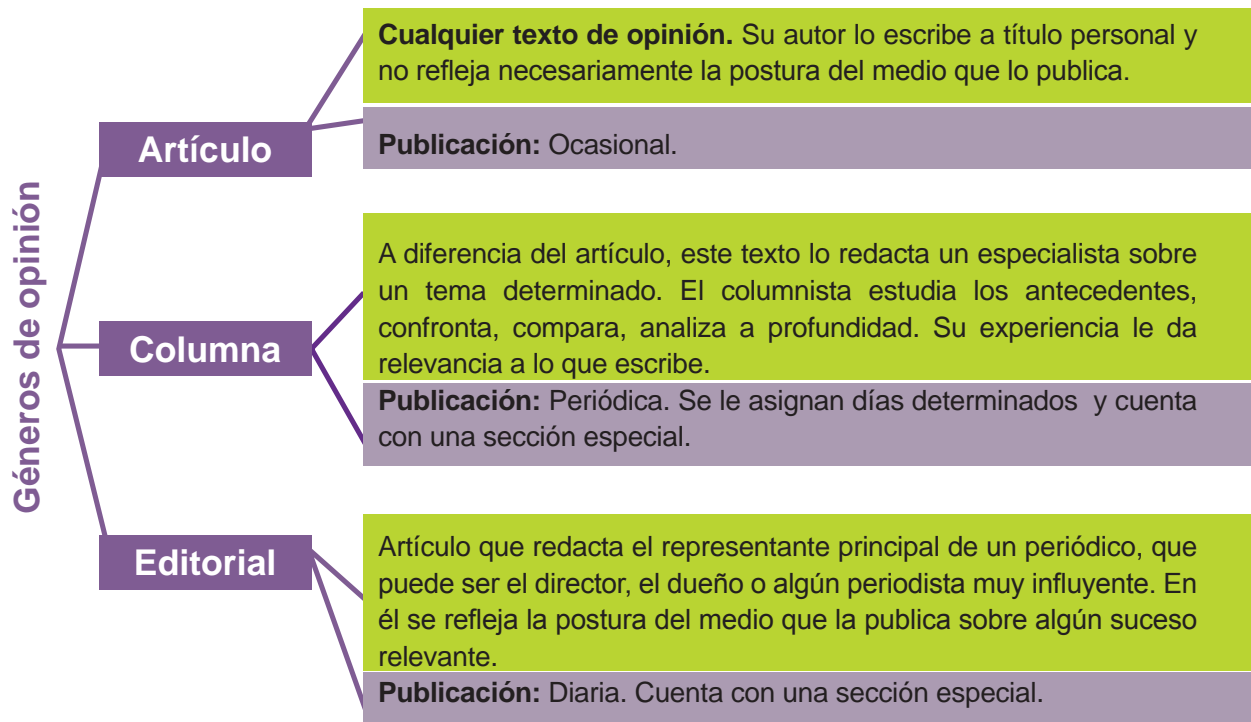 Géneros de opinión
Artículo
Cualquier texto de opinión. Su autor lo escribe a título personal y
no refleja necesariamente la postura del medio que lo publica.
Publicación: Ocasional.
Columna
A diferencia del artículo, este texto lo redacta un especialista sobre
un tema determinado. El columnista estudia los antecedentes,
confronta, compara, analiza a profundidad. Su experiencia le da
relevancia a lo que escribe.
Publicación: Periódica. Se le asignan días determinados y cuenta
con una sección especial.
Editorial
Artículo que redacta el representante principal de un periódico, que
puede ser el director, el dueño o algún periodista muy influyente. En
él se refleja la postura del medio que la publica sobre algún suceso
relevante.
Publicación: Diaria. Cuenta con una sección especial.